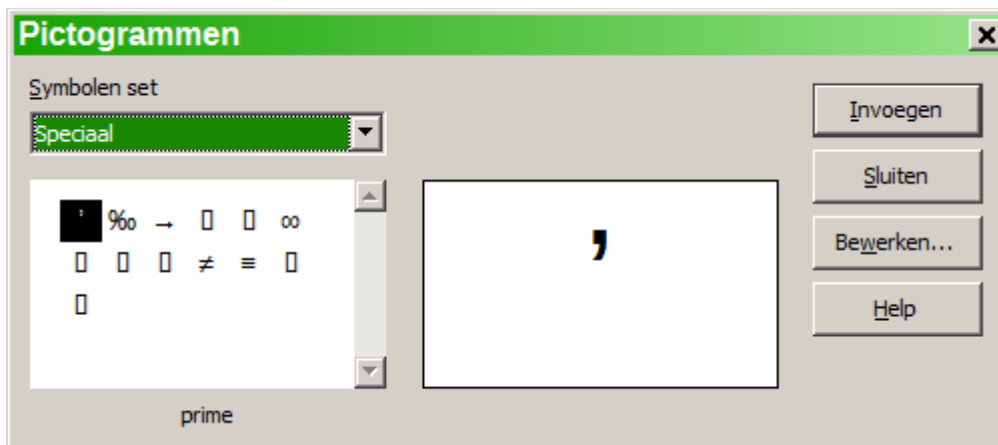 Pictogrammen
Symbolen set
Speciaal
Invoegen
Sluiten
Bewerken...
Help
’ ‰ → ▯ ▯ ∞
▯ ▯ ▯ ≠ ≡ ▯
▯
’
prime